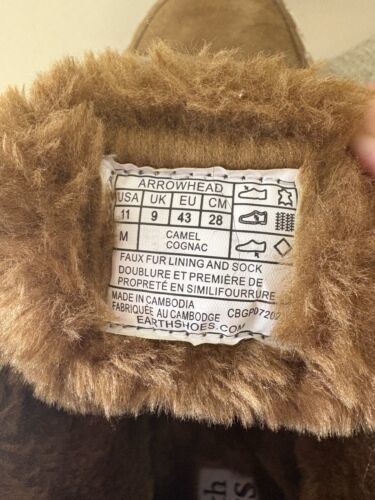 ARROWHEAD
USA UK EU CM
11 9 43 28
M CAMEL
COGNAC
FAUX FUR LINING AND SOCK
DOUBLURE ET PREMIÈRE DE
PROPRETÉ EN SIMILIFOURRURE
MADE IN CAMBODIA
FABRIQUÉE AU CAMBODGE
EARTHSHOES.COM